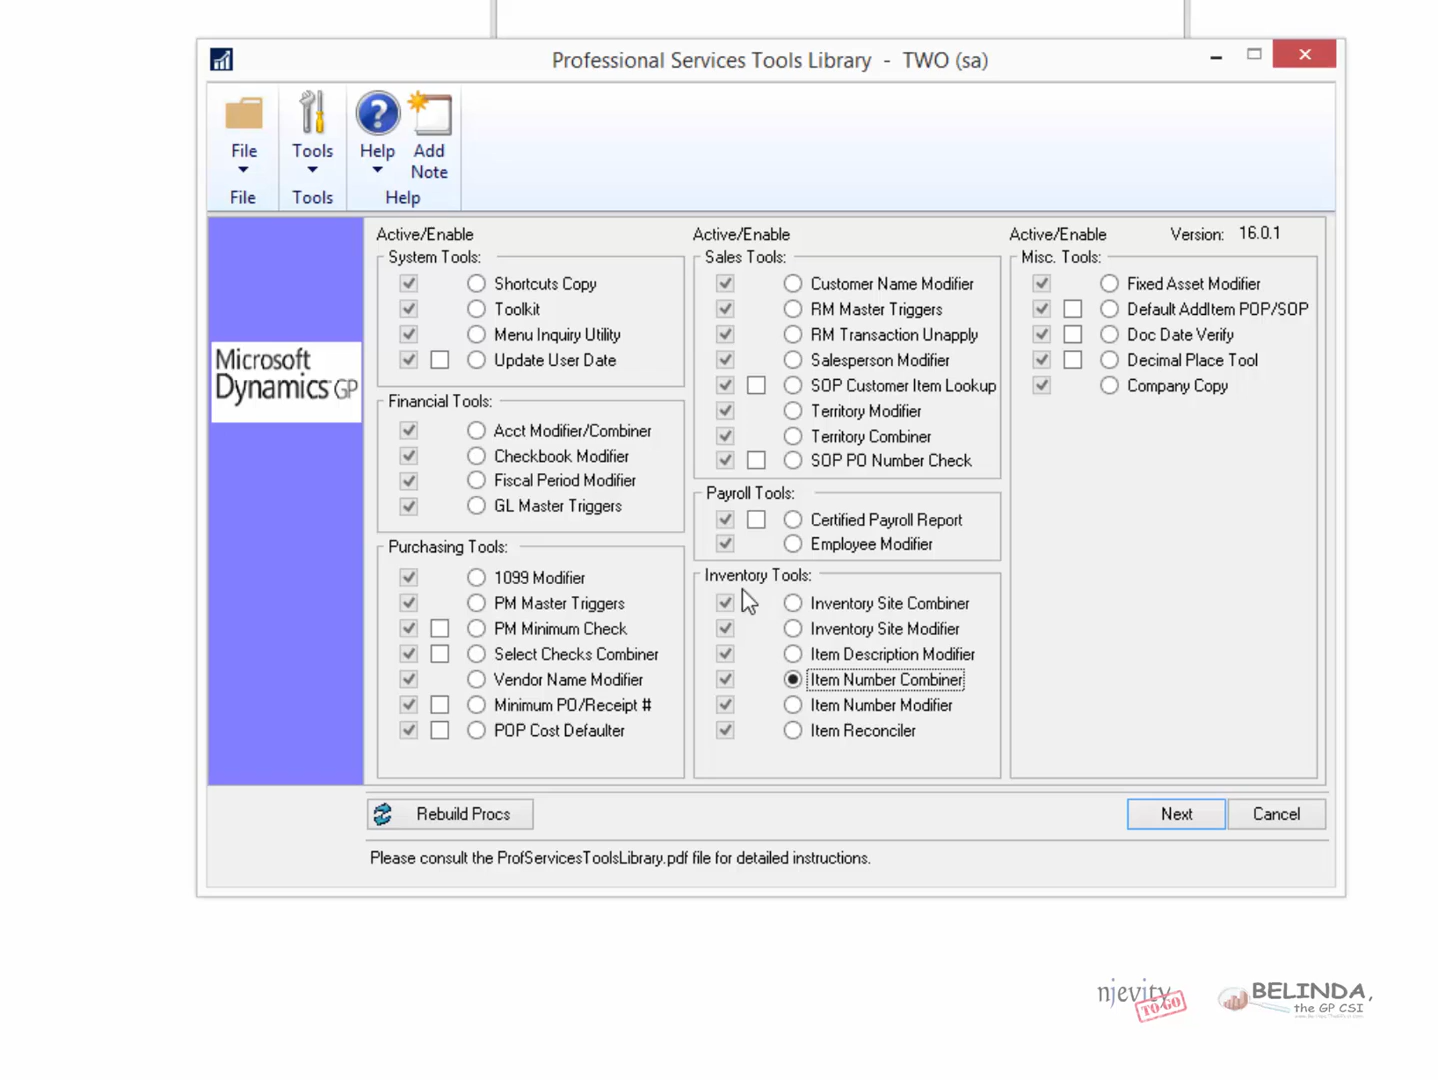 Professional Services Tools Library - TWO (sa)
File
Tools
Help
Add
Note
File
Tools
Help
Microsoft
Dynamics GP
Active/Enable
System Tools:
Shortcuts Copy
Toolkit
Menu Inquiry Utility
Update User Date
Financial Tools:
Acct Modifier/Combiner
Checkbook Modifier
Fiscal Period Modifier
GL Master Triggers
Purchasing Tools:
1099 Modifier
PM Master Triggers
PM Minimum Check
Select Checks Combiner
Vendor Name Modifier
Minimum PO/Receipt #
POP Cost Defaulter
Active/Enable
Sales Tools:
Customer Name Modifier
RM Master Triggers
RM Transaction Unapply
Salesperson Modifier
SOP Customer Item Lookup
Territory Modifier
Territory Combiner
SOP PO Number Check
Payroll Tools:
Certified Payroll Report
Employee Modifier
Inventory Tools:
Inventory Site Combiner
Inventory Site Modifier
Item Description Modifier
Item Number Combiner
Item Number Modifier
Item Reconciler
Active/Enable
Version: 16.0.1
Misc. Tools:
Fixed Asset Modifier
Default AddItem POP/SOP
Doc Date Verify
Decimal Place Tool
Company Copy
Rebuild Procs
Next
Cancel
Please consult the ProfServicesToolsLibrary.pdf file for detailed instructions.
njevity
TO GO
BELINDA,
the GP CSI